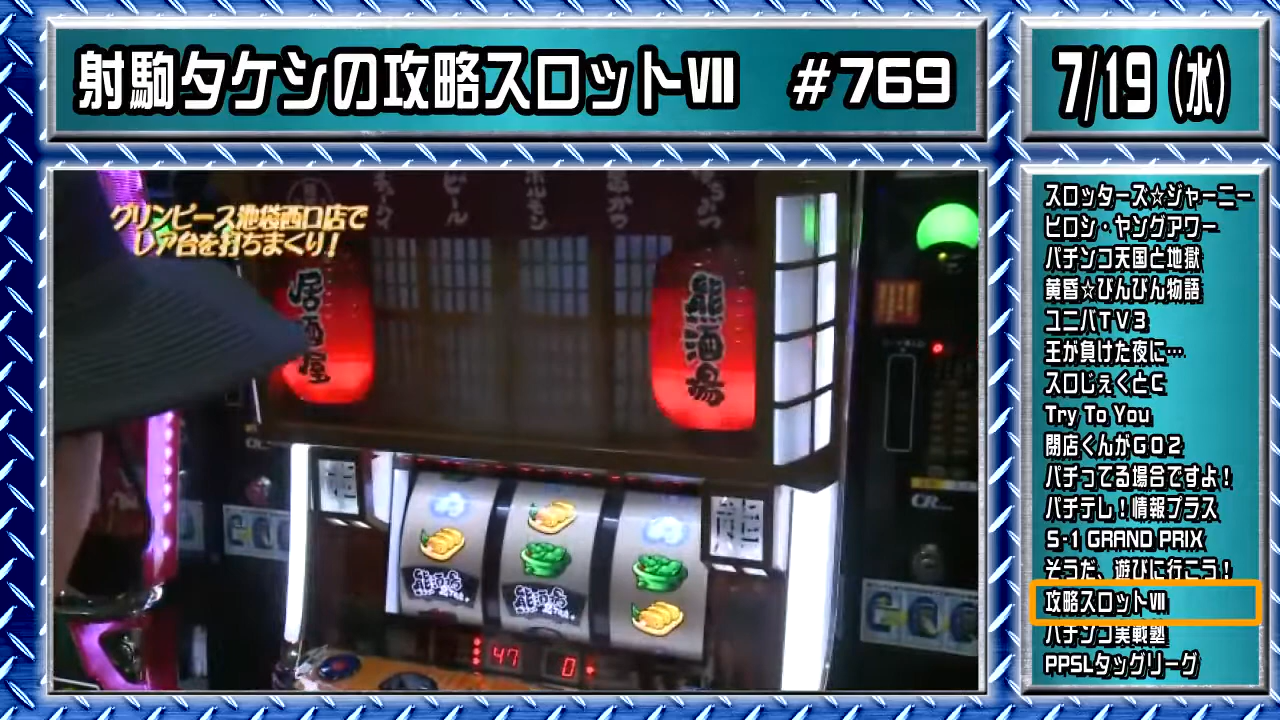 射駒タケシの攻略スロットⅦ　#769
7/19（水）
グリンピース池袋西口店で
レア台を打ちまくり！
居酒屋
熊酒場
熊酒場
熊酒場
47
0
CR
スロッターズ☆ジャーニー
ヒロシ・ヤングアワー
パチンコ天国と地獄
黄昏☆びんびん物語
ユニバTV3
王が負けた夜に…
スロじぇくとC
Try To You
閉店くんがGO2
パチってる場合ですよ！
パチテレ！情報プラス
S-1 GRAND PRIX
そうだ、遊びに行こう！
攻略スロットⅦ
パチンコ実戦塾
PPSLタッグリーグ